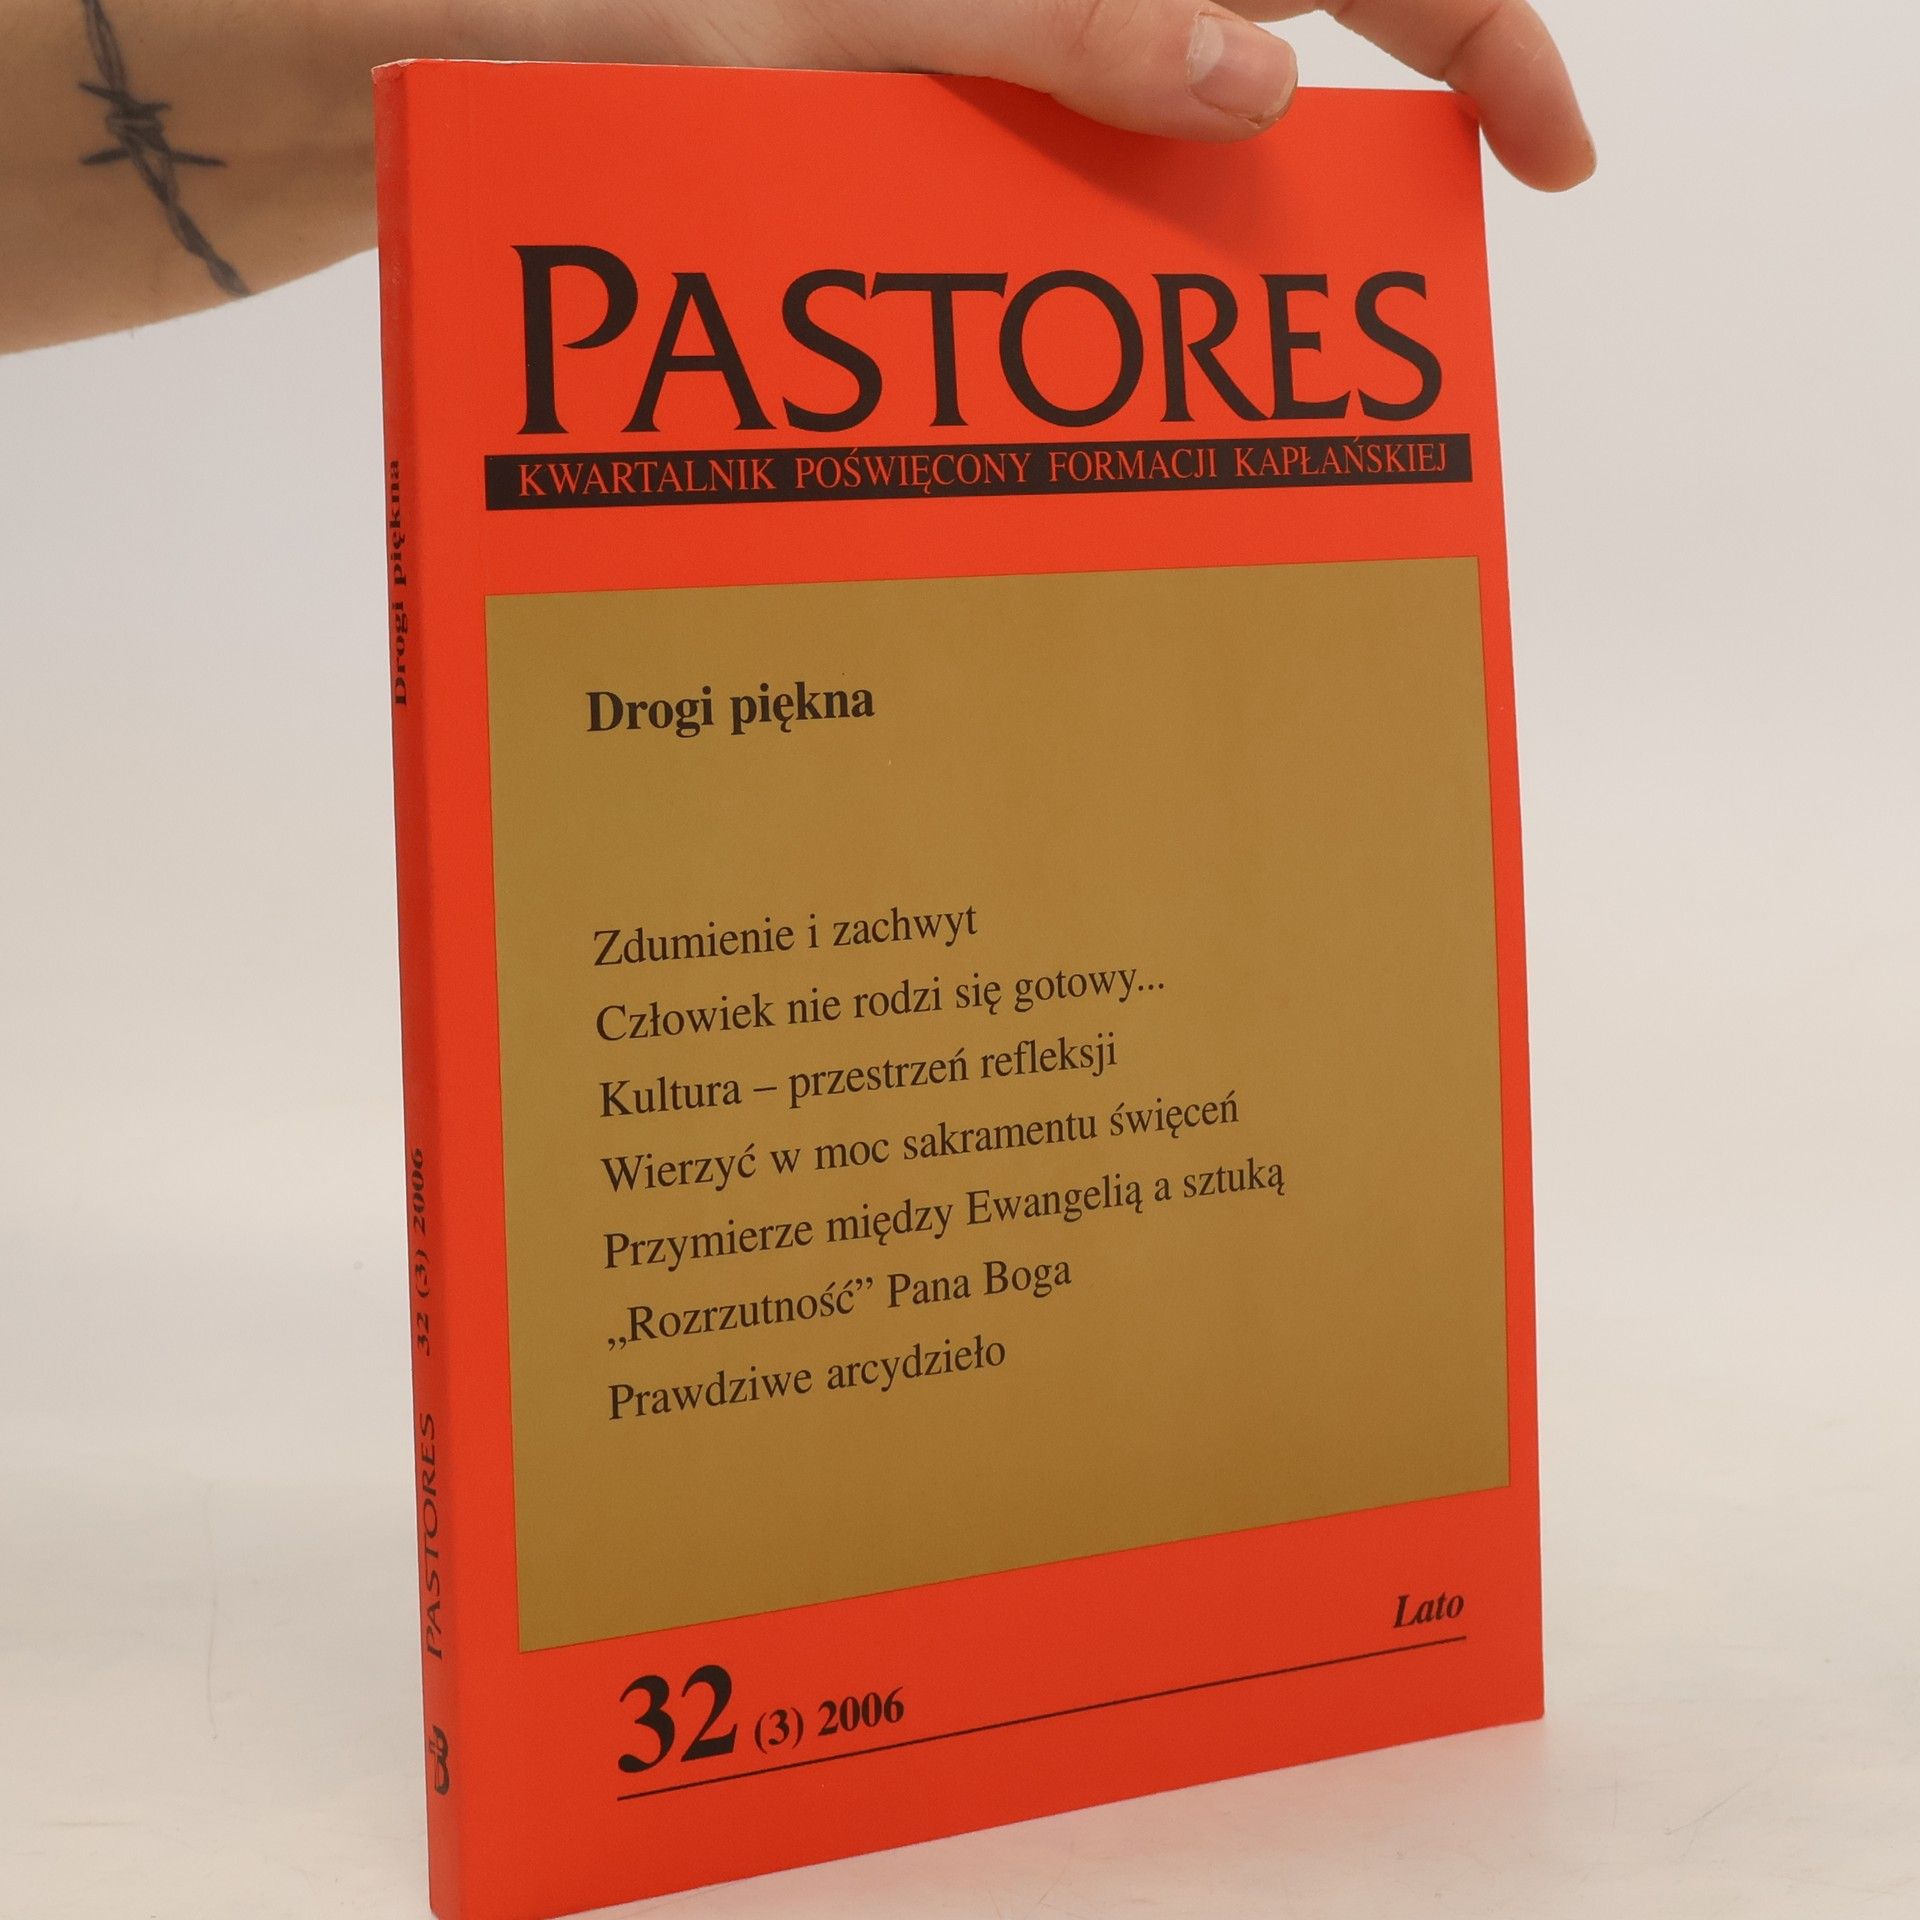 PASTORES
KWARTALNIK POŚWIĘCONY FORMACJI KAPŁAŃSKIEJ
Drogi piękna
Zdumienie i zachwyt
Człowiek nie rodzi się gotowy...
Kultura – przestrzeń refleksji
Wierzyć w moc sakramentu święceń
Przymierze między Ewangelią a sztuką
„Rozrzutność” Pana Boga
Prawdziwe arcydzieło
Lato
32 (3) 2006
PASTORES 32 (3) 2006 Drogi piękna